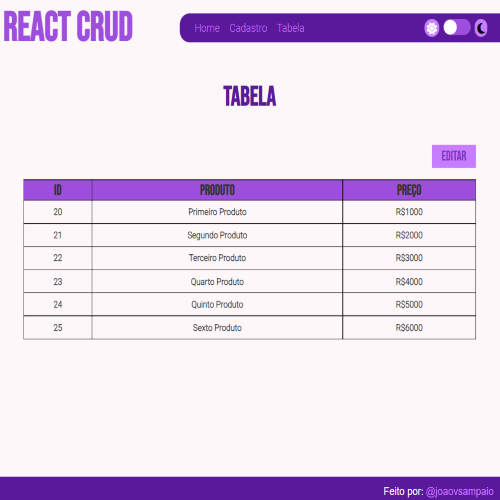 REACT CRUD
Home Cadastro Tabela
TABELA
EDITAR
ID PRODUTO PREÇO
20 Primeiro Produto R$1000
21 Segundo Produto R$2000
22 Terceiro Produto R$3000
23 Quarto Produto R$4000
24 Quinto Produto R$5000
25 Sexto Produto R$6000
Feito por: @joaovsampaio